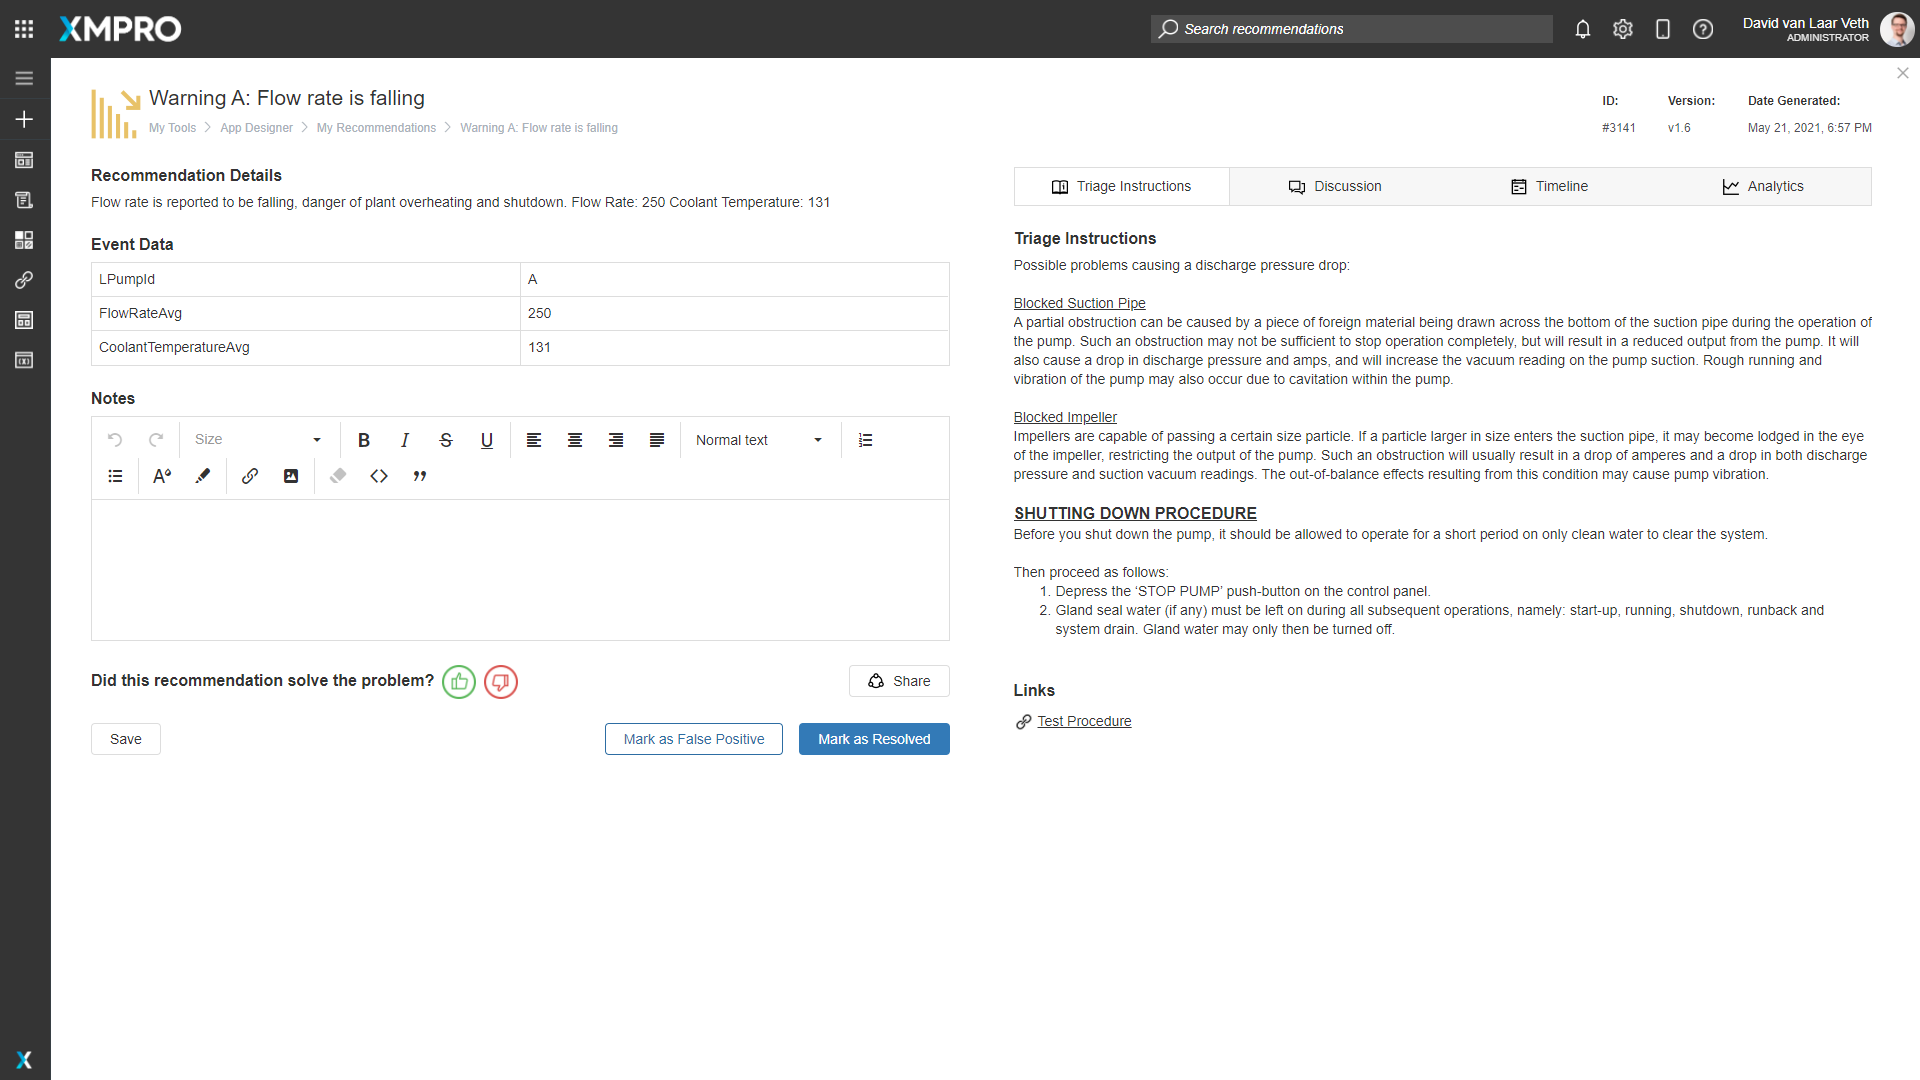 XMPRO
Search recommendations
David van Laar Veth
ADMINISTRATOR
Warning A: Flow rate is falling
My Tools > App Designer > My Recommendations > Warning A: Flow rate is falling
ID:
#3141
Version:
v1.6
Date Generated:
May 21, 2021, 6:57 PM
Recommendation Details
Flow rate is reported to be falling, danger of plant overheating and shutdown. Flow Rate: 250 Coolant Temperature: 131
Event Data
LPumpId A
FlowRateAvg 250
CoolantTemperatureAvg 131
Notes
Size
B I S U
Normal text
Did this recommendation solve the problem?
Share
Save
Mark as False Positive
Mark as Resolved
Triage Instructions
Discussion
Timeline
Analytics
Triage Instructions
Possible problems causing a discharge pressure drop:
Blocked Suction Pipe
A partial obstruction can be caused by a piece of foreign material being drawn across the bottom of the suction pipe during the operation of
the pump. Such an obstruction may not be sufficient to stop operation completely, but will result in a reduced output from the pump. It will
also cause a drop in discharge pressure and amps, and will increase the vacuum reading on the pump suction. Rough running and
vibration of the pump may also occur due to cavitation within the pump.
Blocked Impeller
Impellers are capable of passing a certain size particle. If a particle larger in size enters the suction pipe, it may become lodged in the eye
of the impeller, restricting the output of the pump. Such an obstruction will usually result in a drop of amperes and a drop in both discharge
pressure and suction vacuum readings. The out-of-balance effects resulting from this condition may cause pump vibration.
SHUTTING DOWN PROCEDURE
Before you shut down the pump, it should be allowed to operate for a short period on only clean water to clear the system.
Then proceed as follows:
1. Depress the ‘STOP PUMP’ push-button on the control panel.
2. Gland seal water (if any) must be left on during all subsequent operations, namely: start-up, running, shutdown, runback and
system drain. Gland water may only then be turned off.
Links
Test Procedure